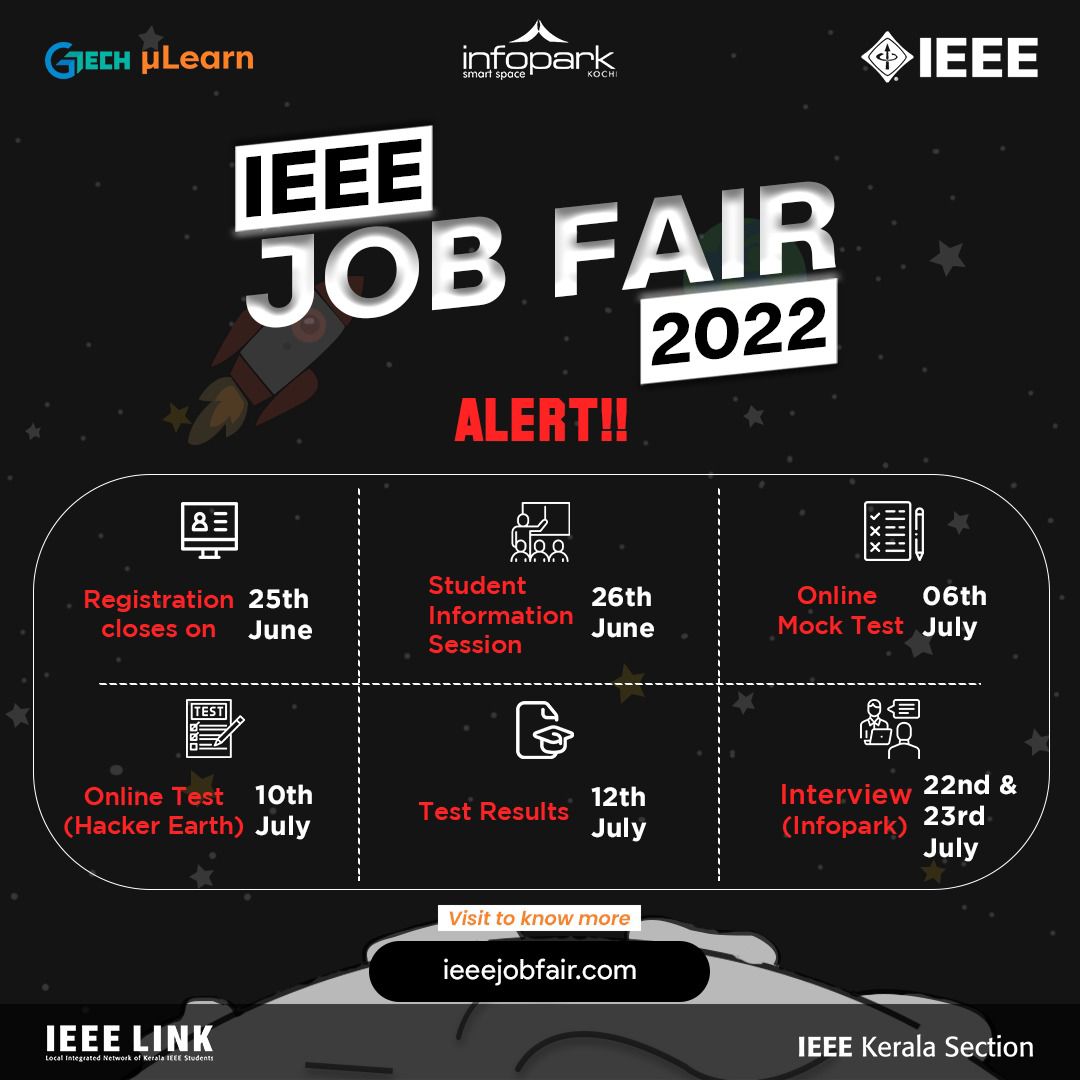 GTECH µLearn
infopark
smart space KOCHI
IEEE
IEEE
JOB FAIR
2022
ALERT!!
Registration
closes on
25th
June
Student
Information
Session
26th
June
Online
Mock Test
06th
July
TEST
Online Test
(Hacker Earth)
10th
July
Test Results
12th
July
Interview
(Infopark)
22nd &
23rd
July
Visit to know more
ieeejobfair.com
IEEE LINK
Local Integrated Network of Kerala IEEE Students
IEEE Kerala Section